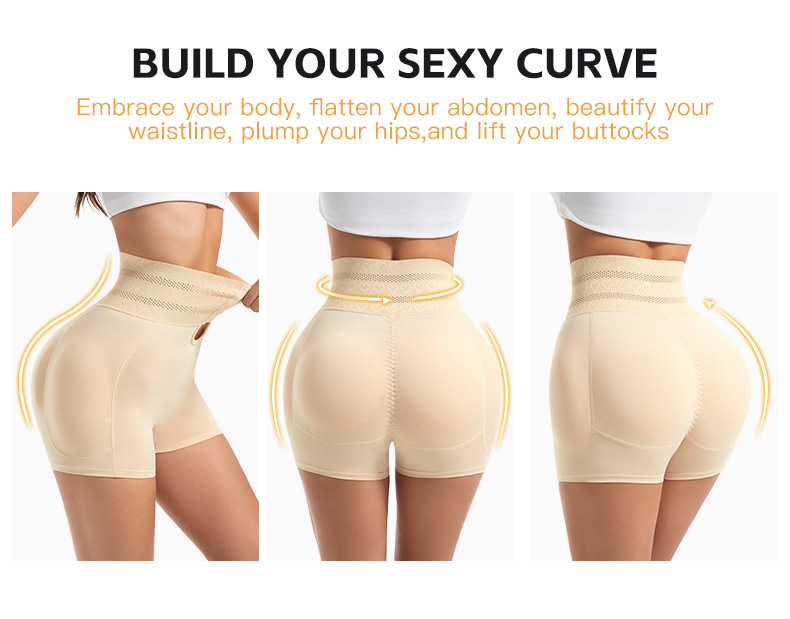 BUILD YOUR SEXY CURVE
Embrace your body, flatten your abdomen, beautify your
waistline, plump your hips,and lift your buttocks